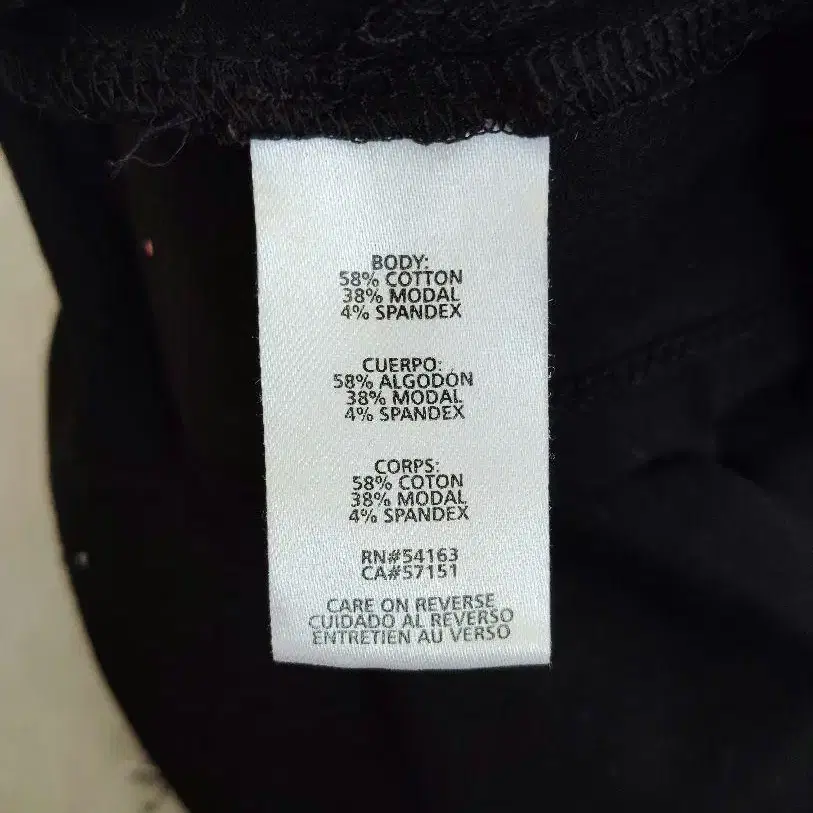 BODY:
58% COTTON
38% MODAL
4% SPANDEX
CUERPO:
58% ALGODÓN
38% MODAL
4% SPANDEX
CORPS:
58% COTON
38% MODAL
4% SPANDEX
RN#54163
CA#57151
CARE ON REVERSE
CUIDADO AL REVERSO
ENTRETIEN AU VERSO